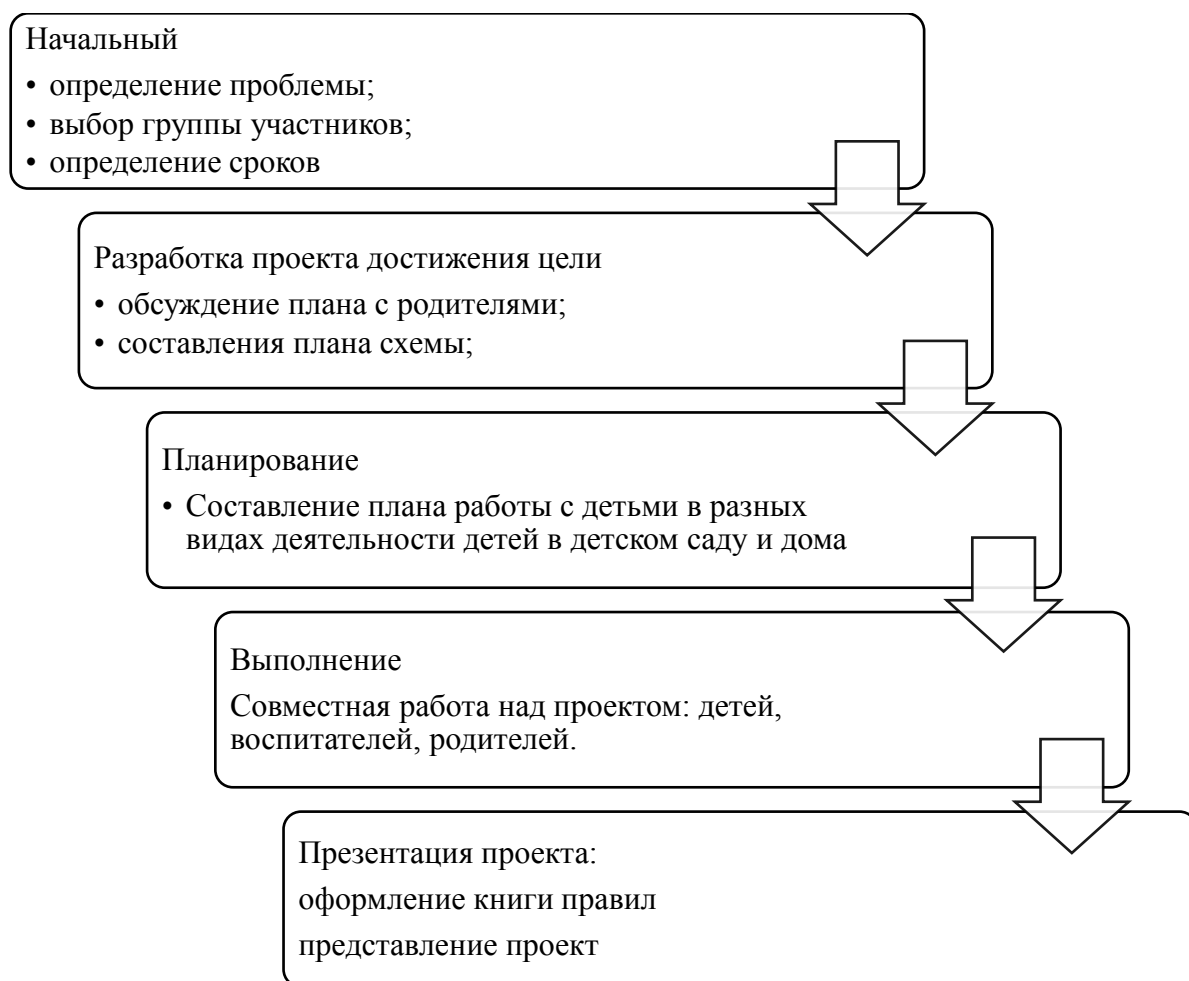 Начальный
• определение проблемы;
• выбор группы участников;
• определение сроков
Разработка проекта достижения цели
• обсуждение плана с родителями;
• составления плана схемы;
Планирование
• Составление плана работы с детьми в разных
видах деятельности детей в детском саду и дома
Выполнение
Совместная работа над проектом: детей,
воспитателей, родителей.
Презентация проекта:
оформление книги правил
представление проект